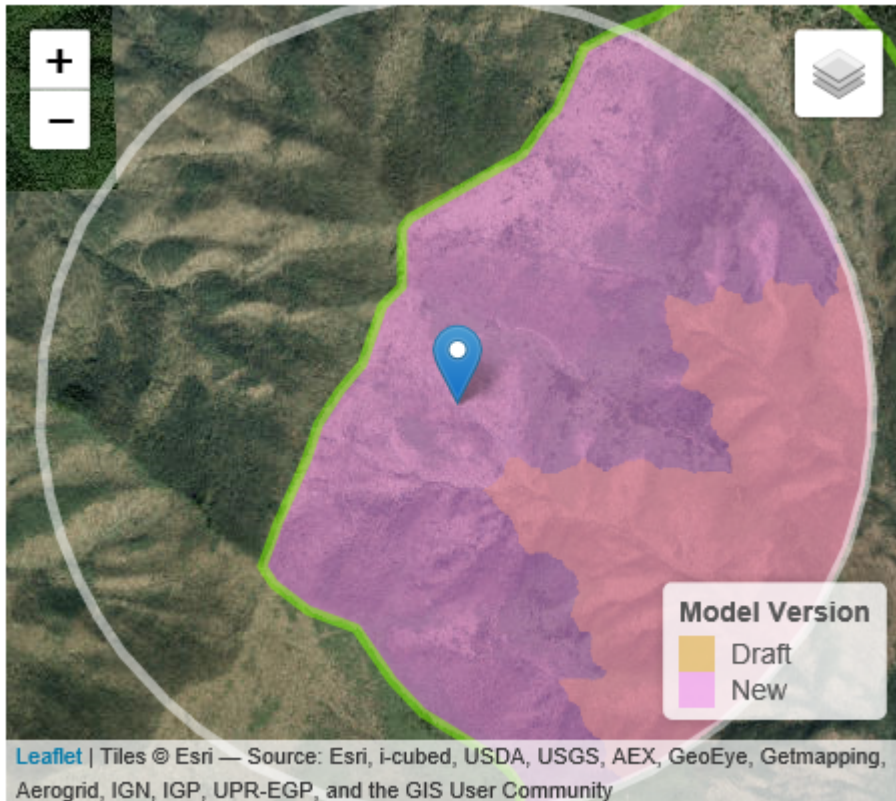 +
−
Model Version
Draft
New
Leaflet | Tiles © Esri — Source: Esri, i-cubed, USDA, USGS, AEX, GeoEye, Getmapping,
Aerogrid, IGN, IGP, UPR-EGP, and the GIS User Community